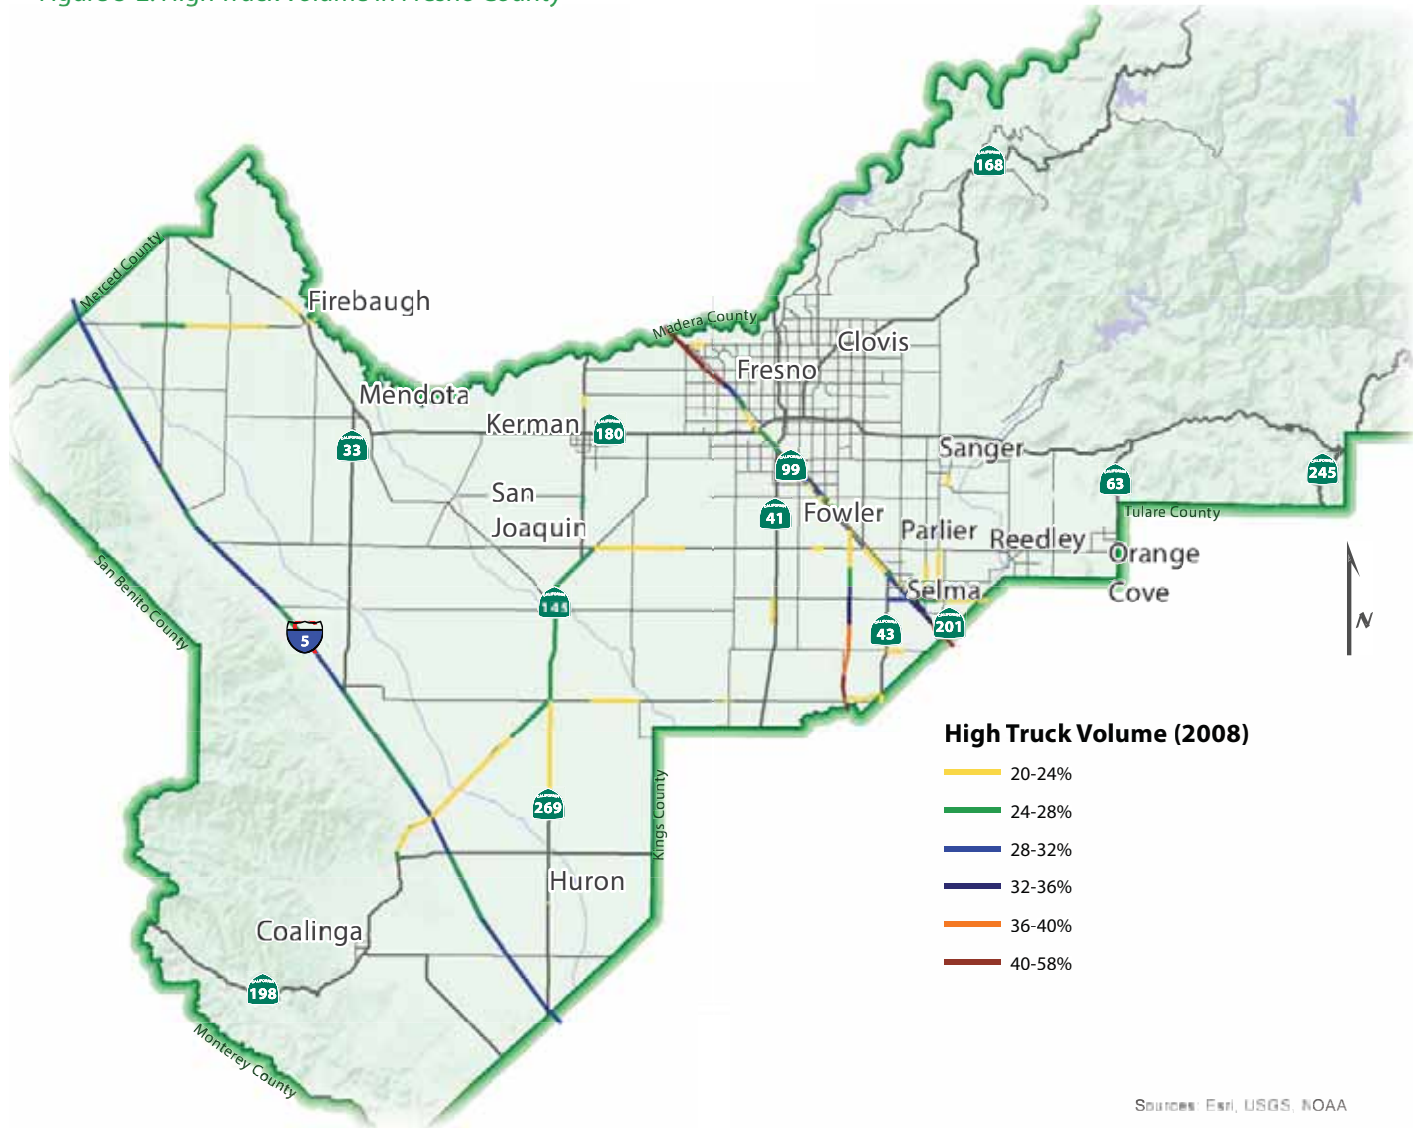 Merced County
Firebaugh
Mendota
33
Kerman
180
San
Joaquin
Madera County
Clovis
Fresno
168
99
41
Fowler
Sanger
Parlier
Reedley
63
245
Tulare County
Orange
Cove
Selma
43
201
San Benito County
5
145
269
Kings County
Huron
Coalinga
198
Monterey County
N
High Truck Volume (2008)
20-24%
24-28%
28-32%
32-36%
36-40%
40-58%
Sources: Esri, USGS, NOAA